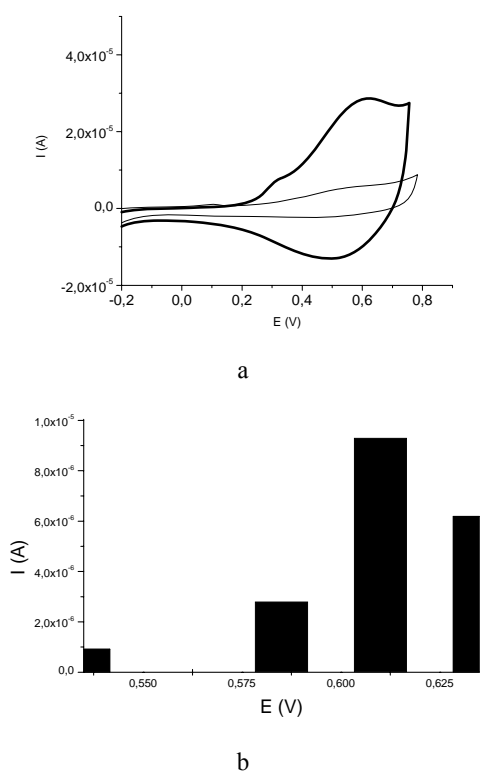 4,0x10⁻⁵
2,0x10⁻⁵
0,0
-2,0x10⁻⁵
I (A)
-0,2 0,0 0,2 0,4 0,6 0,8
E (V)
a
1,0x10⁻⁵
8,0x10⁻⁶
6,0x10⁻⁶
4,0x10⁻⁶
2,0x10⁻⁶
0,0
I (A)
0,550 0,575 0,600 0,625
E (V)
b